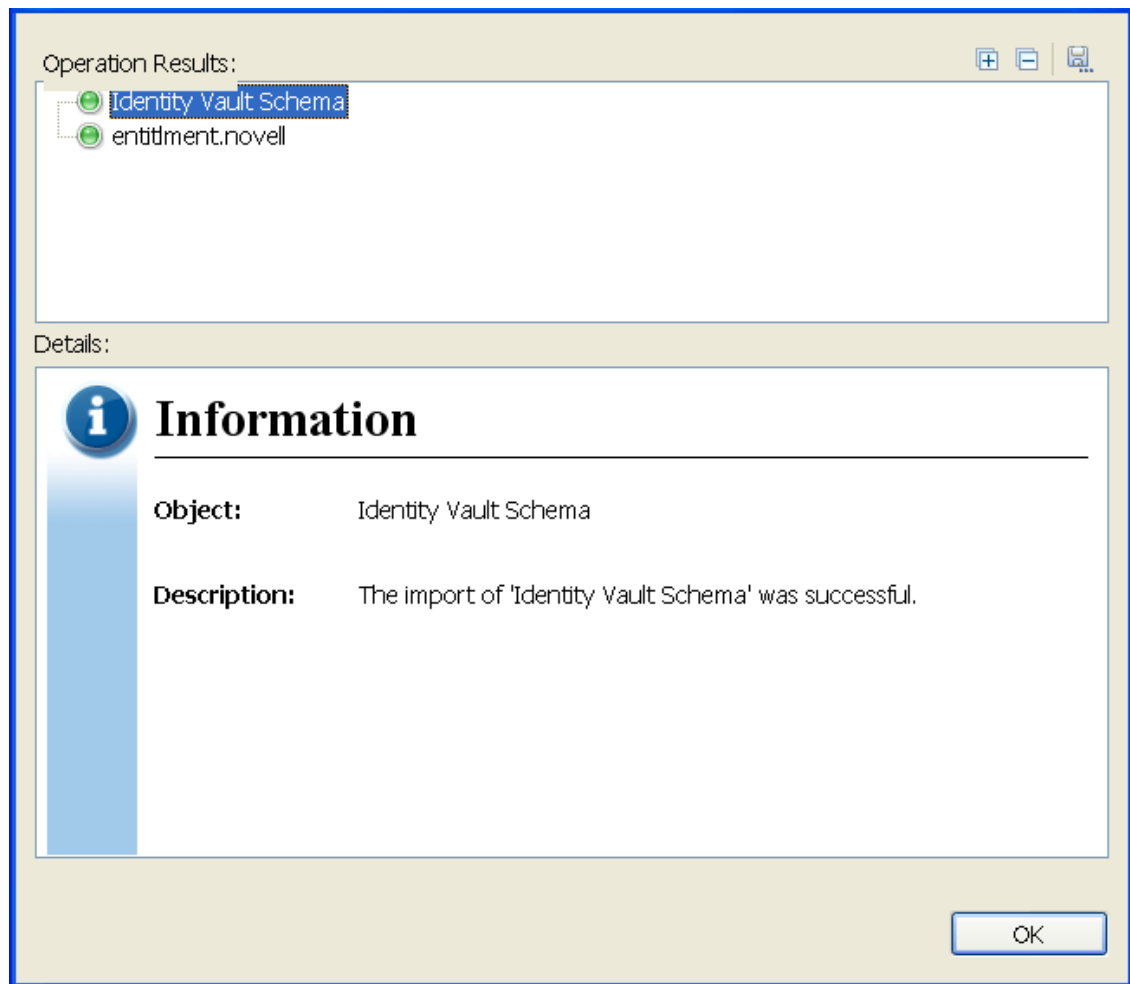 Operation Results:
Identity Vault Schema
entitlment.novell
Details:
Information
Object: Identity Vault Schema
Description: The import of 'Identity Vault Schema' was successful.
OK